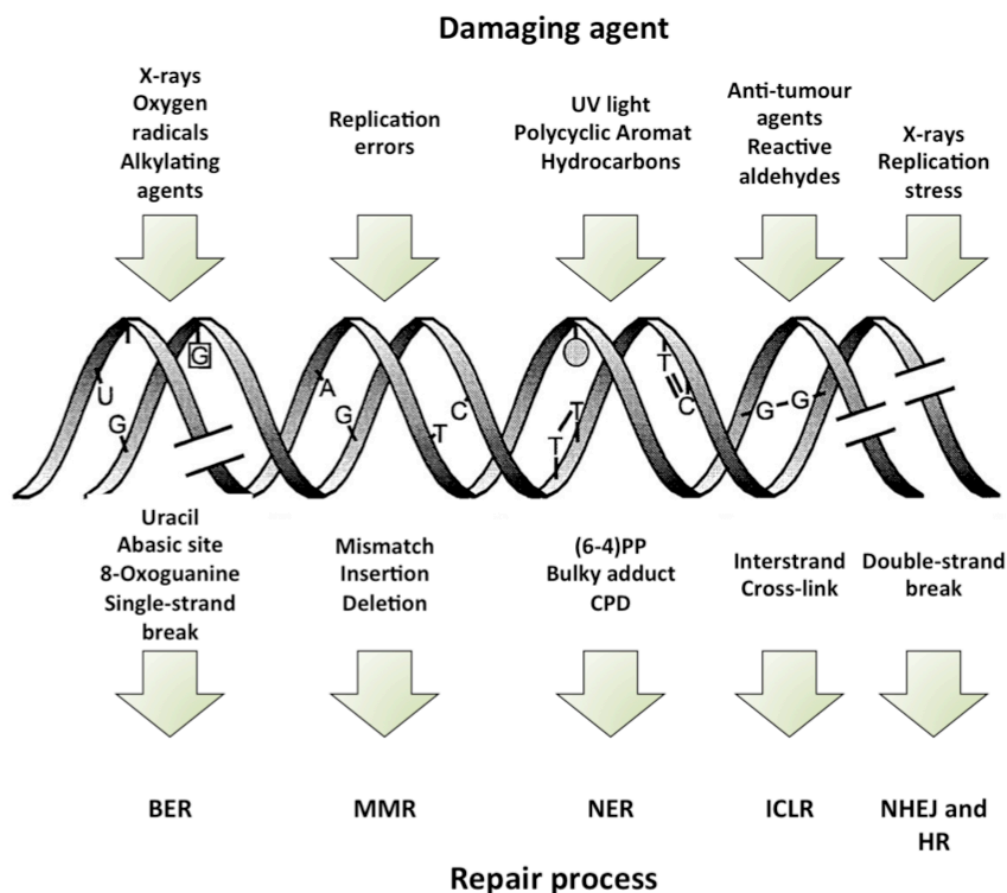 Damaging agent
X-rays
Oxygen
radicals
Alkylating
agents
Replication
errors
UV light
Polycyclic Aromat
Hydrocarbons
Anti-tumour
agents
Reactive
aldehydes
X-rays
Replication
stress
U
G
G
A
G
T
C
T
T
T
C
G-G
Uracil
Abasic site
8-Oxoguanine
Single-strand
break
Mismatch
Insertion
Deletion
(6-4)PP
Bulky adduct
CPD
Interstrand
Cross-link
Double-strand
break
BER
MMR
NER
ICLR
NHEJ and
HR
Repair process